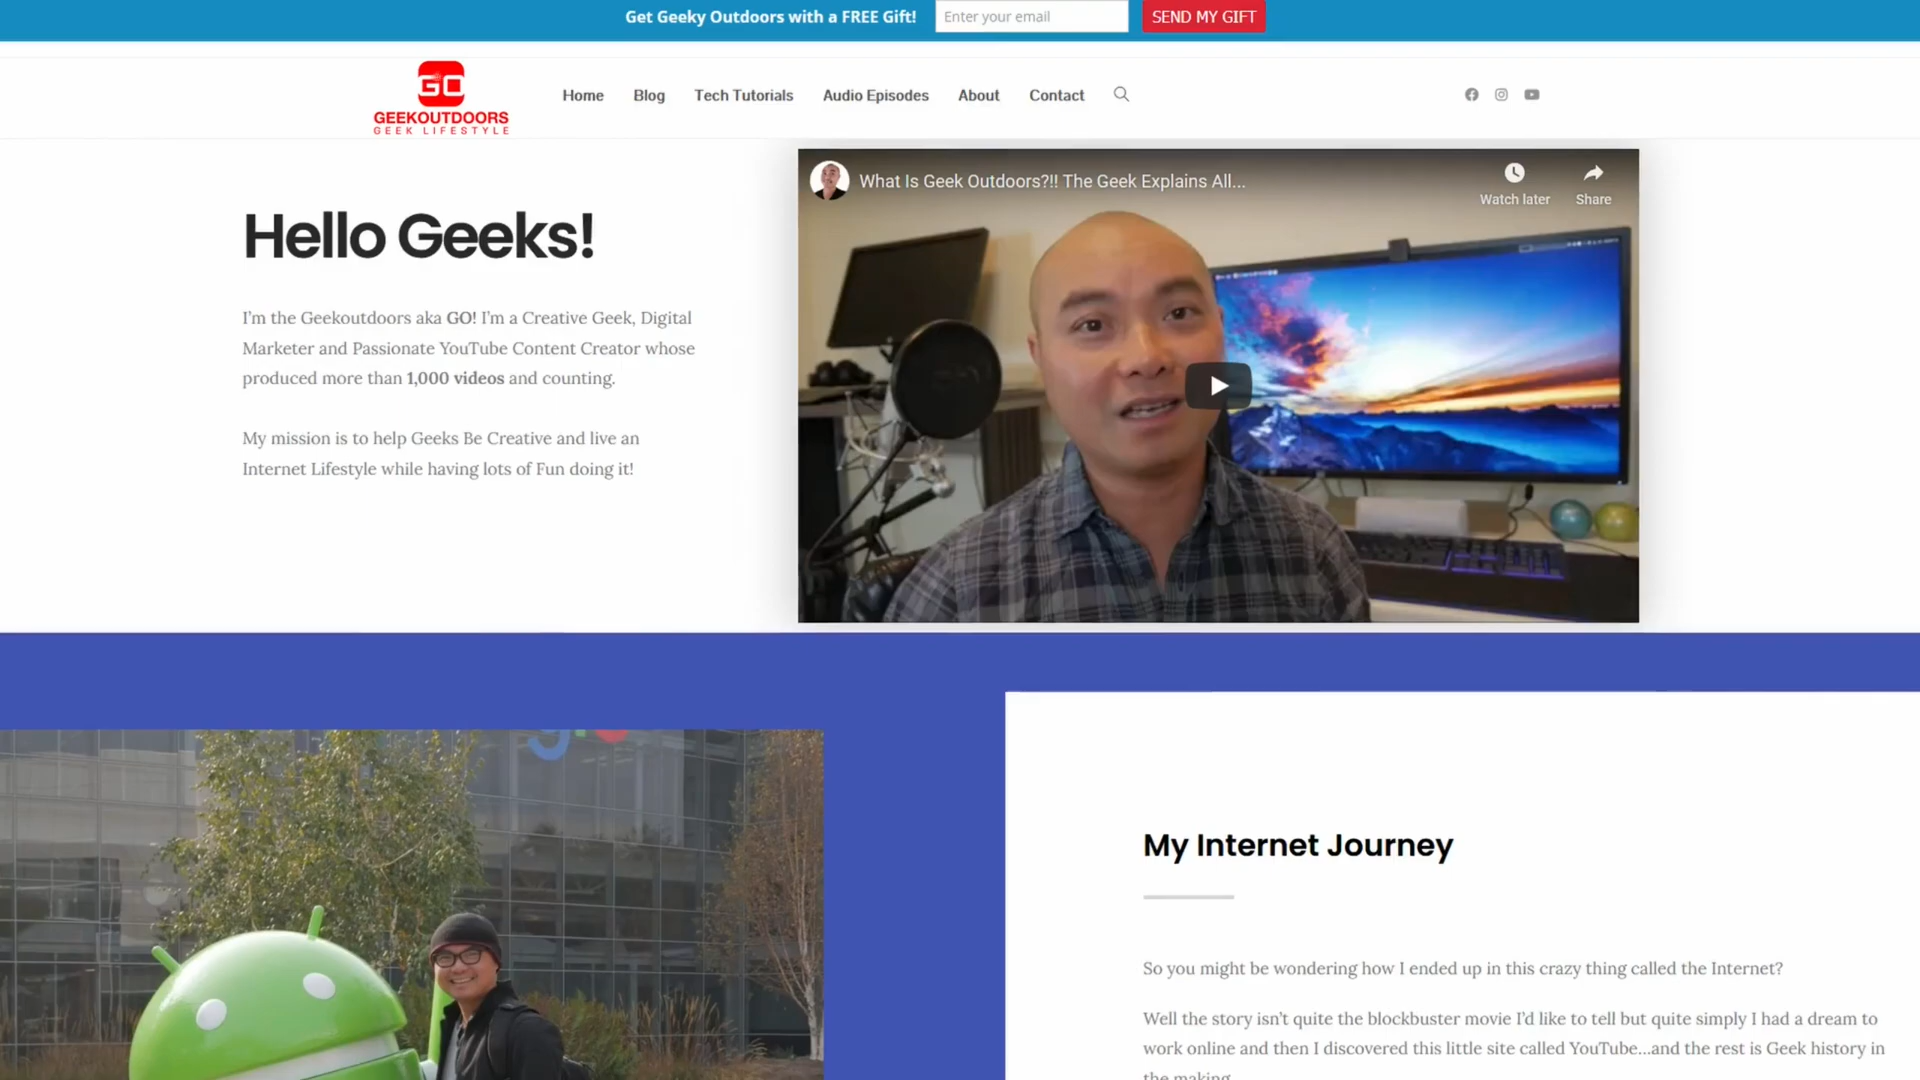 Get Geeky Outdoors with a FREE Gift!
Enter your email
SEND MY GIFT
GO
GEEKOUTDOORS
GEEK LIFESTYLE
Home
Blog
Tech Tutorials
Audio Episodes
About
Contact
Hello Geeks!
I'm the Geekoutdoors aka GO! I'm a Creative Geek, Digital
Marketer and Passionate YouTube Content Creator whose
produced more than 1,000 videos and counting.
My mission is to help Geeks Be Creative and live an
Internet Lifestyle while having lots of Fun doing it!
What Is Geek Outdoors?!! The Geek Explains All...
Watch later
Share
My Internet Journey
So you might be wondering how I ended up in this crazy thing called the Internet?
Well the story isn't quite the blockbuster movie I'd like to tell but quite simply I had a dream to
work online and then I discovered this little site called YouTube...and the rest is Geek history in
the making